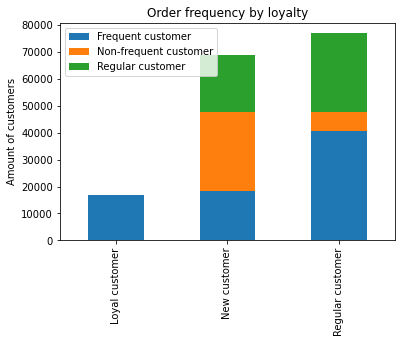 Order frequency by loyalty
Frequent customer
Non-frequent customer
Regular customer
Amount of customers
80000
70000
60000
50000
40000
30000
20000
10000
0
Loyal customer
New customer
Regular customer